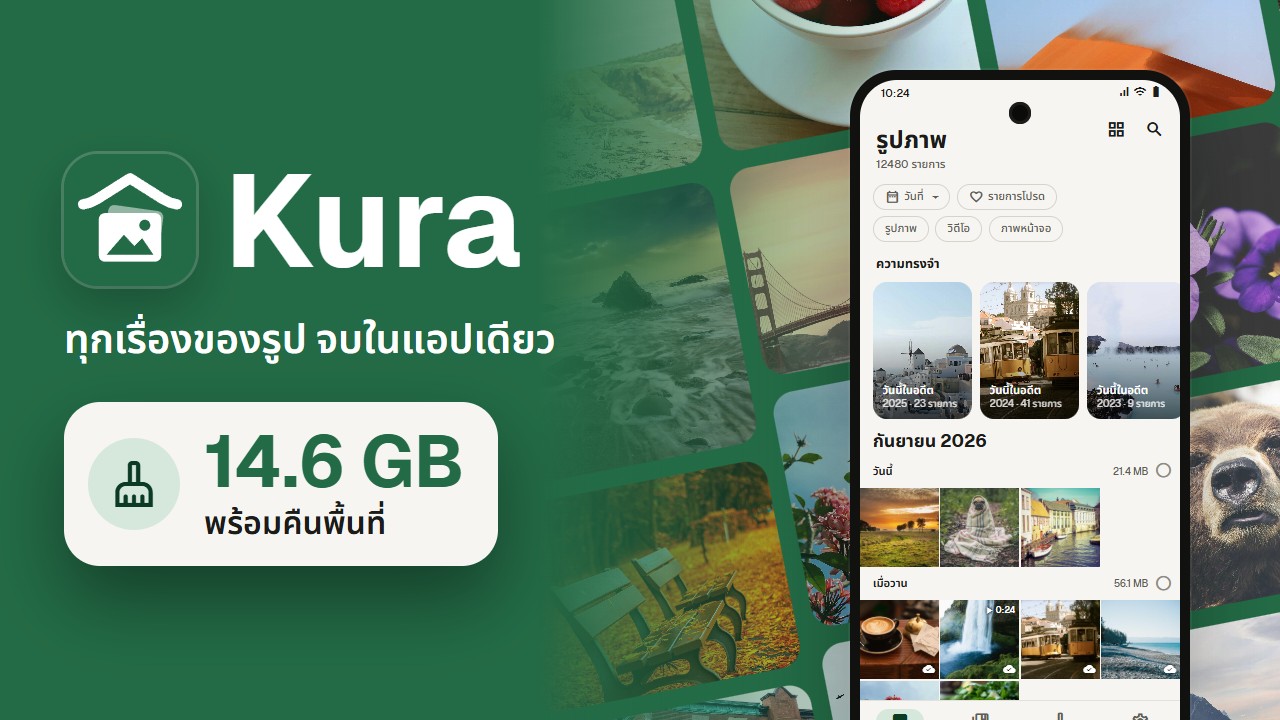 Kura
ทุกเรื่องของรูป จบในแอปเดียว
14.6 GB
พร้อมคืนพื้นที่
10:24
รูปภาพ
12480 รายการ
วันที่
รายการโปรด
รูปภาพ
วิดีโอ
ภาพหน้าจอ
ความทรงจำ
วันนี้ในอดีต
2025 · 23 รายการ
วันนี้ในอดีต
2024 · 41 รายการ
วันนี้ในอดีต
2023 · 9 รายการ
กันยายน 2026
วันนี้
21.4 MB
เมื่อวาน
56.1 MB
0:24